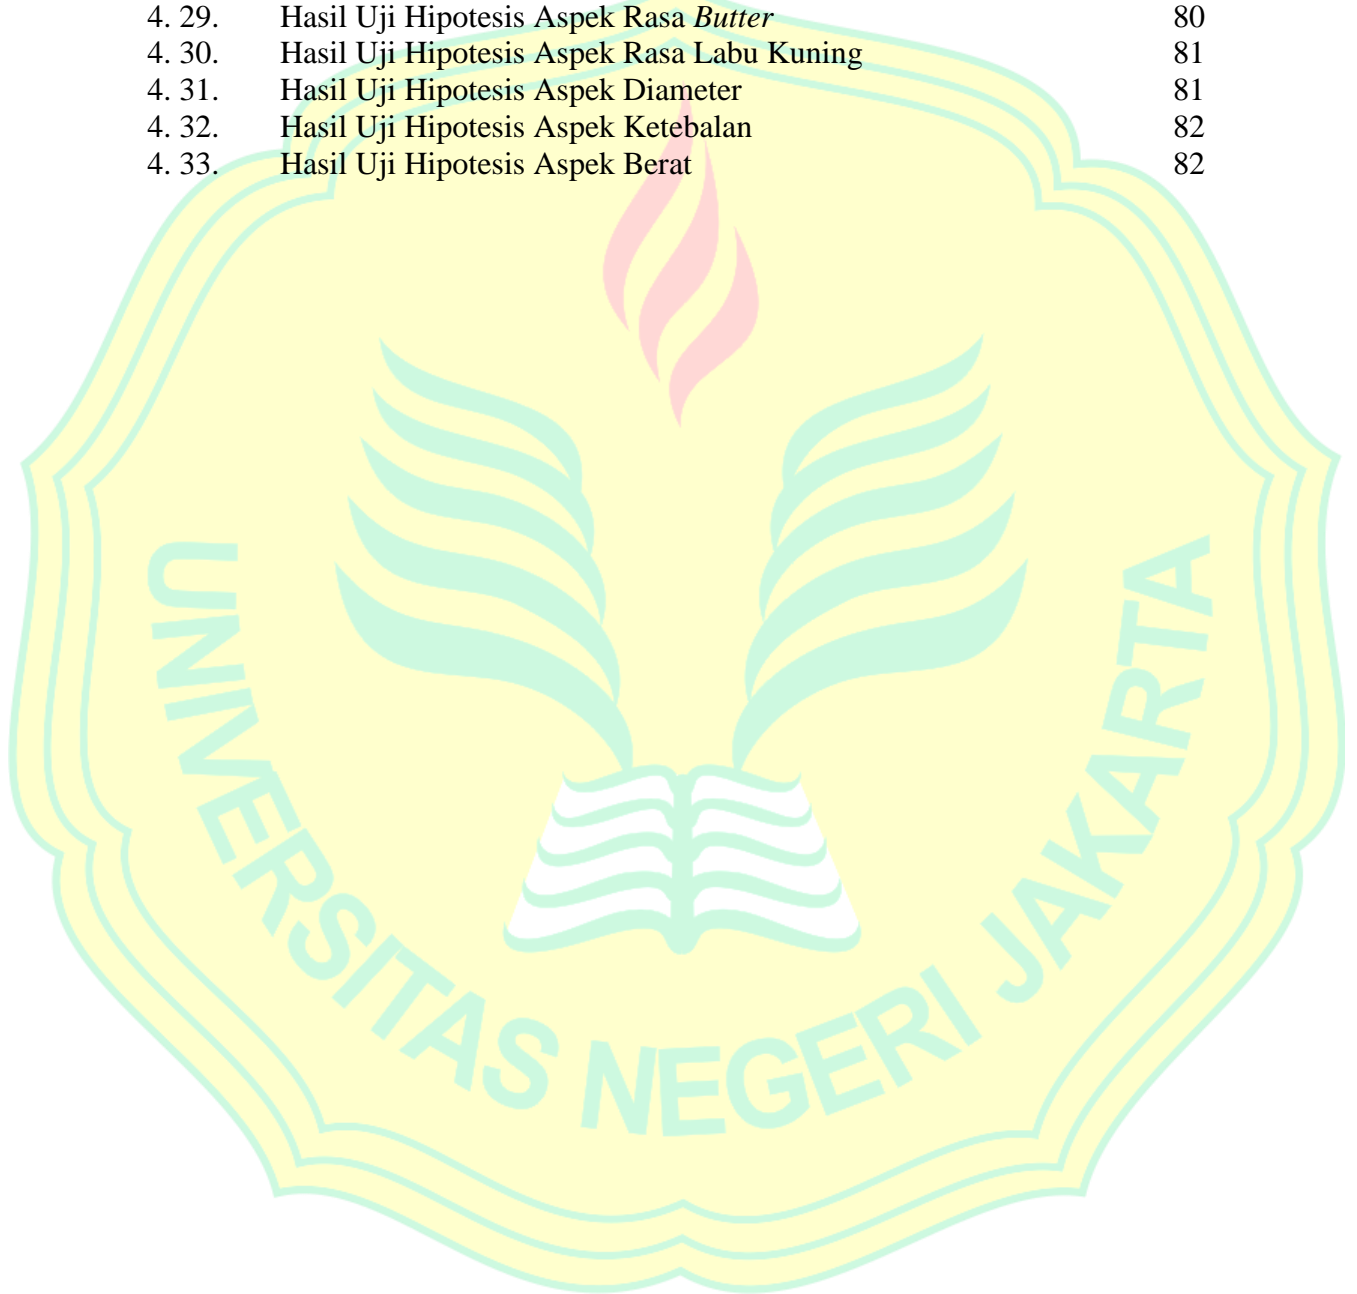 4. 29. Hasil Uji Hipotesis Aspek Rasa Butter 80
4. 30. Hasil Uji Hipotesis Aspek Rasa Labu Kuning 81
4. 31. Hasil Uji Hipotesis Aspek Diameter 81
4. 32. Hasil Uji Hipotesis Aspek Ketebalan 82
4. 33. Hasil Uji Hipotesis Aspek Berat 82
UNIVERSITAS NEGERI JAKARTA